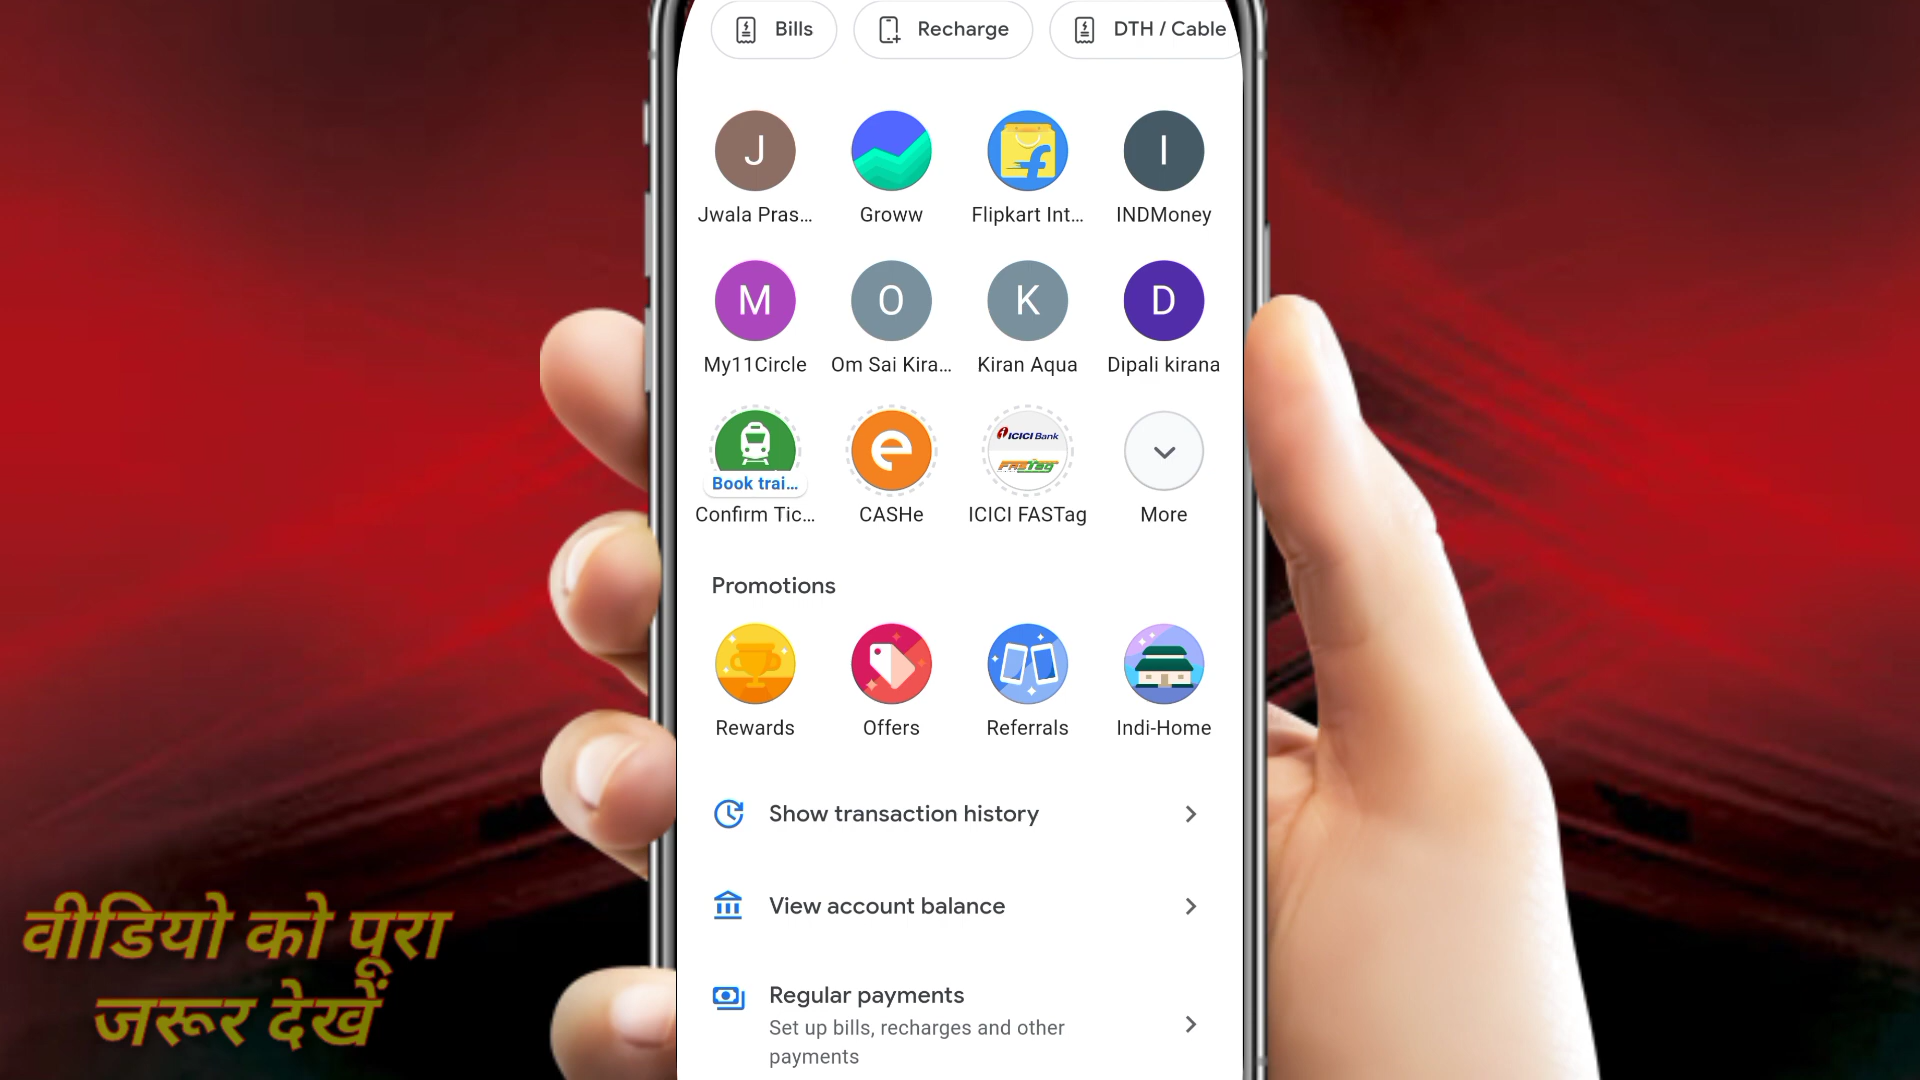 Bills
Recharge
DTH / Cable
J
I
Jwala Pras...
Groww
Flipkart Int...
INDMoney
M
O
K
D
My11Circle
Om Sai Kira...
Kiran Aqua
Dipali kirana
Book trai...
ICICI Bank
FASTag
Confirm Tic...
CASHe
ICICI FASTag
More
Promotions
Rewards
Offers
Referrals
Indi-Home
Show transaction history
View account balance
Regular payments
Set up bills, recharges and other
payments
वीडियो को पूरा
जरूर देखें